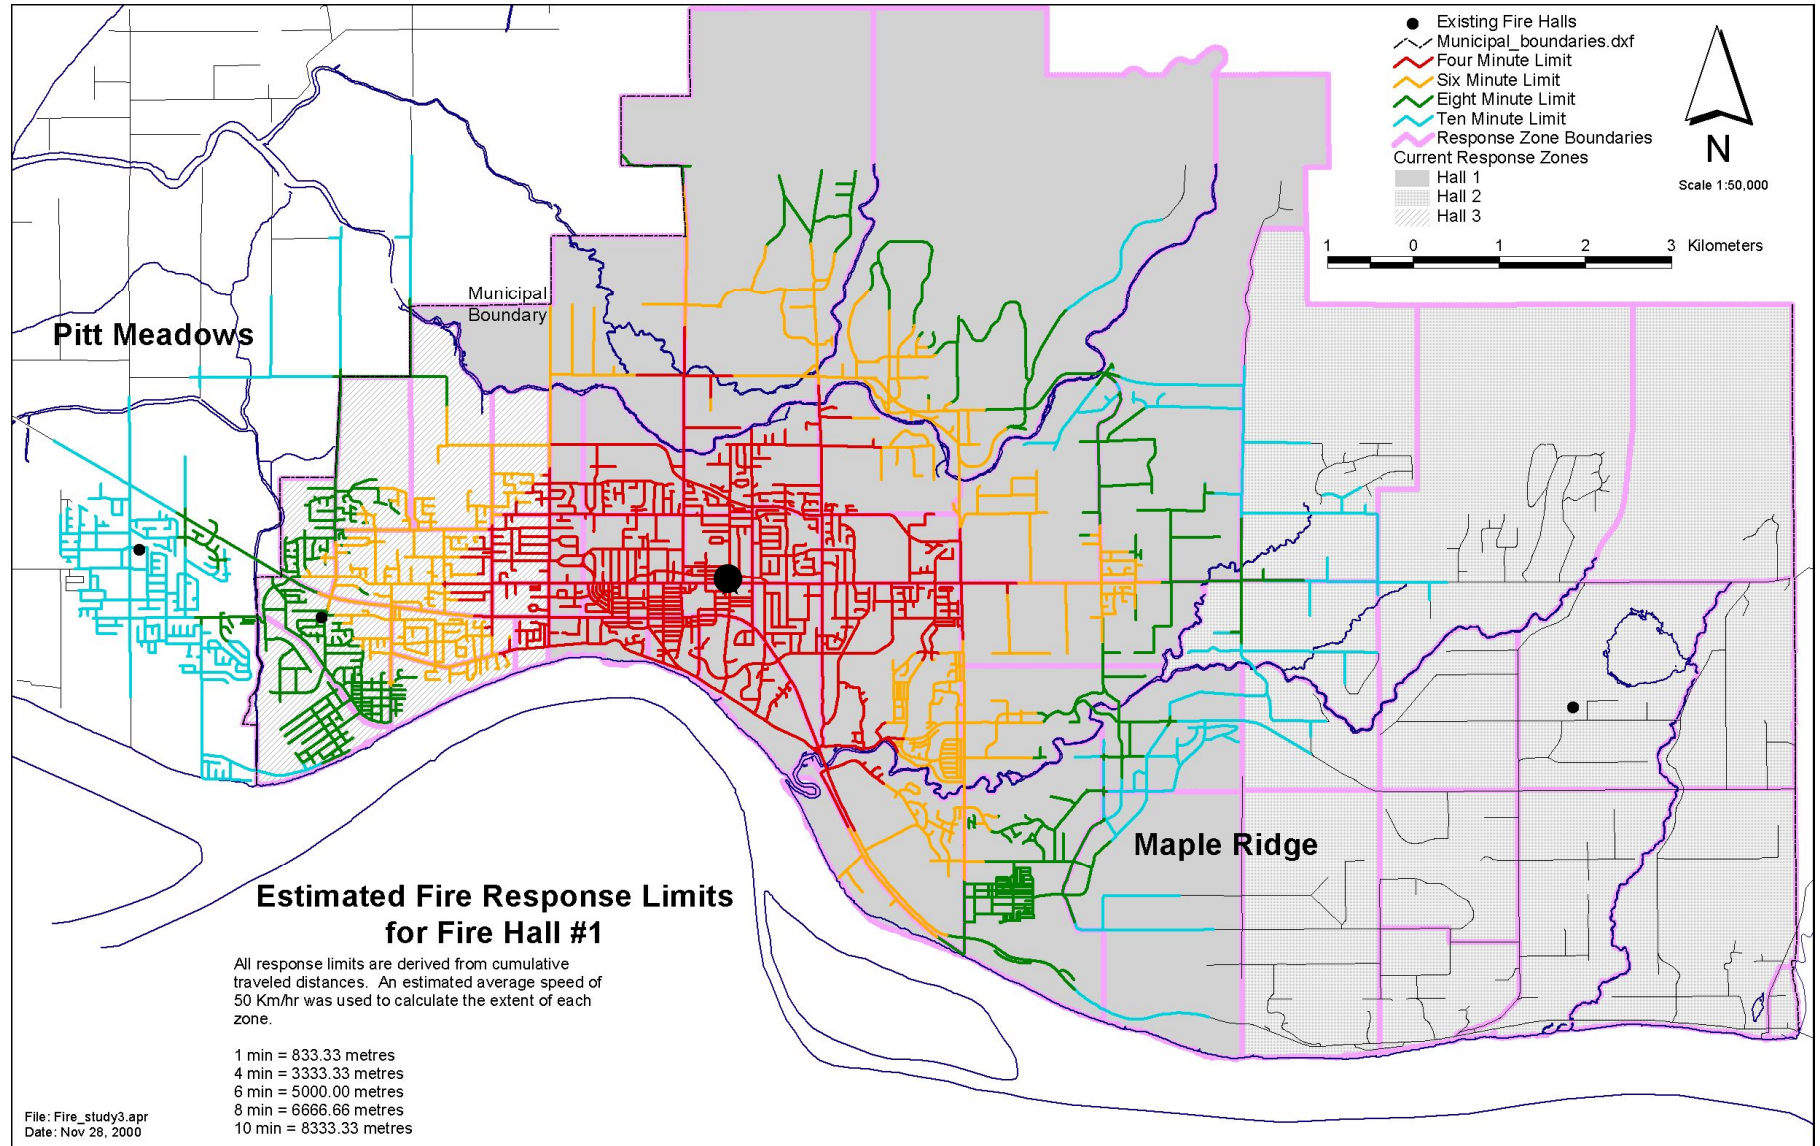 Existing Fire Halls
Municipal_boundaries.dxf
Four Minute Limit
Six Minute Limit
Eight Minute Limit
Ten Minute Limit
Response Zone Boundaries
Current Response Zones
Hall 1
Hall 2
Hall 3
N
Scale 1:50,000
1 0 1 2 3 Kilometers
Municipal
Boundary
Pitt Meadows
Maple Ridge
Estimated Fire Response Limits
for Fire Hall #1
All response limits are derived from cumulative
traveled distances. An estimated average speed of
50 Km/hr was used to calculate the extent of each
zone.
1 min = 833.33 metres
4 min = 3333.33 metres
6 min = 5000.00 metres
8 min = 6666.66 metres
10 min = 8333.33 metres
File: Fire_study3.apr
Date: Nov 28, 2000